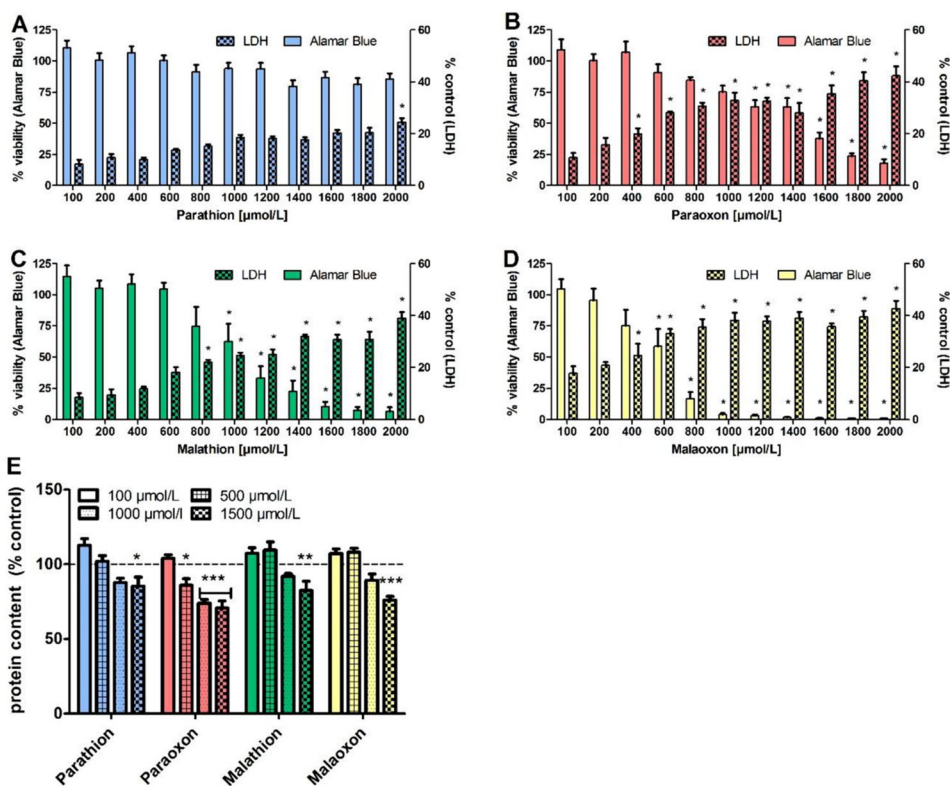 A
B
125
100
75
50
25
0
% viability (Alamar Blue)
LDH
Alamar Blue
60
40
20
0
% control (LDH)
*
100 200 400 600 800 1000 1200 1400 1600 1800 2000
Parathion [µmol/L]
125
100
75
50
25
0
% viability (Alamar Blue)
LDH
Alamar Blue
60
40
20
0
% control (LDH)
* * * * * * * * *
* * * * * *
100 200 400 600 800 1000 1200 1400 1600 1800 2000
Paraoxon [µmol/L]
C
D
125
100
75
50
25
0
% viability (Alamar Blue)
LDH
Alamar Blue
60
40
20
0
% control (LDH)
* * * * * * *
* * * * * *
100 200 400 600 800 1000 1200 1400 1600 1800 2000
Malathion [µmol/L]
125
100
75
50
25
0
% viability (Alamar Blue)
LDH
Alamar Blue
60
40
20
0
% control (LDH)
* * * * * * * * *
* * * * * * *
100 200 400 600 800 1000 1200 1400 1600 1800 2000
Malaoxon [µmol/L]
E
150
100
50
0
protein content (% control)
100 µmol/L
500 µmol/L
1000 µmol/l
1500 µmol/L
* * *** ** ***
Parathion
Paraoxon
Malathion
Malaoxon